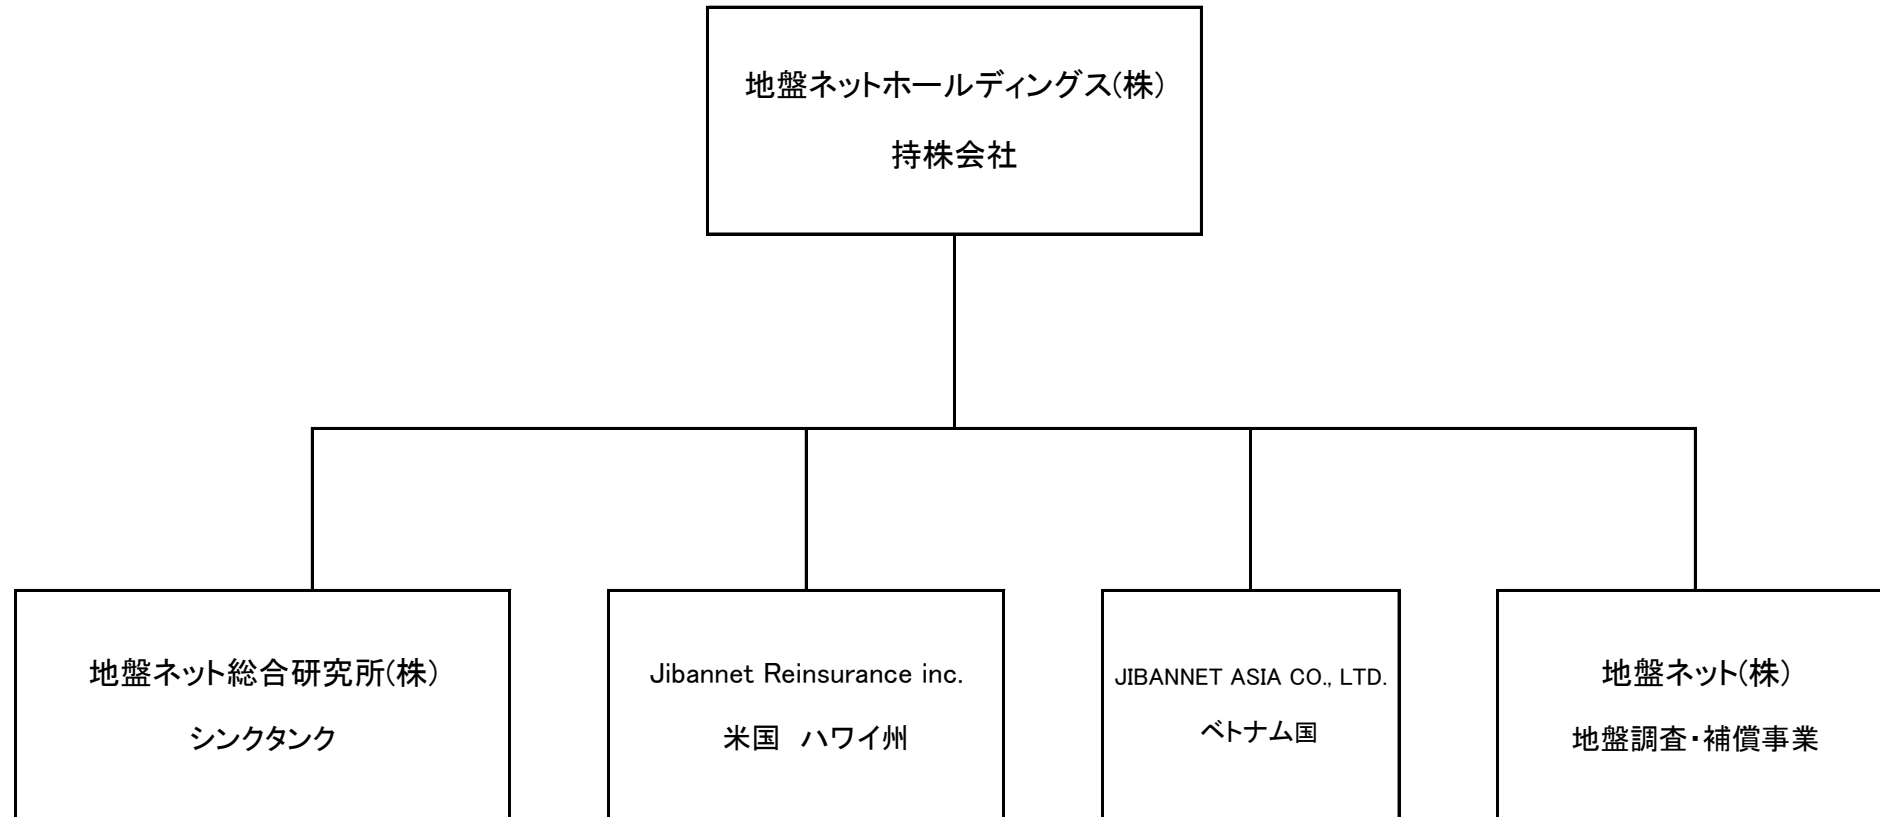 地盤ネットホールディングス(株)
持株会社
地盤ネット総合研究所(株)
シンクタンク
Jibannet Reinsurance inc.
米国　ハワイ州
JIBANNET ASIA CO., LTD.
ベトナム国
地盤ネット(株)
地盤調査・補償事業